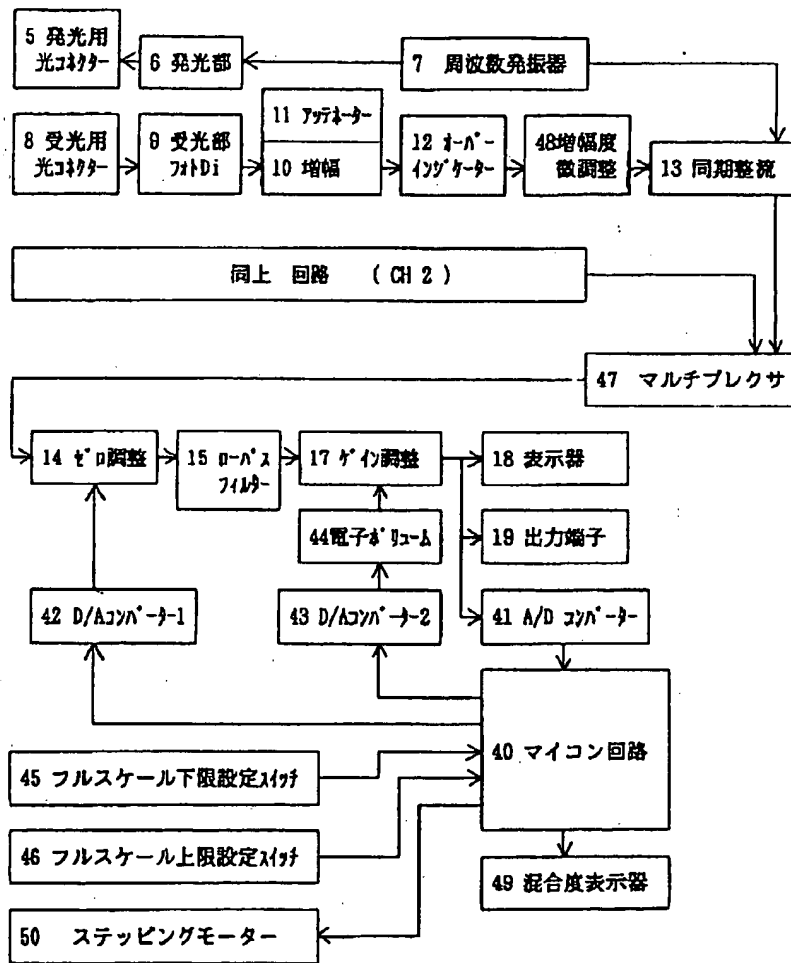 5 発光用
光コネクター
6 発光部
7 周波数発振器
8 受光用
光コネクター
9 受光部
フォトDi
11 アッテネーター
10 増幅
12 オーバー
インジケーター
48増幅度
微調整
13 同期整流
同上 回路 ( CH 2 )
47 マルチプレクサ
14 ゼロ調整
15 ローパス
フィルター
17 ゲイン調整
18 表示器
44電子ボリューム
19 出力端子
42 D/Aコンバーター1
43 D/Aコンバーター2
41 A/D コンバーター
40 マイコン回路
45 フルスケール下限設定スイッチ
46 フルスケール上限設定スイッチ
49 混合度表示器
50 ステッピングモーター